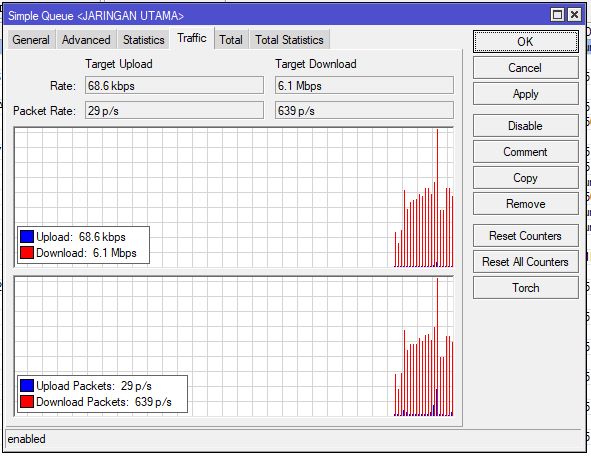 Simple Queue <JARINGAN UTAMA>
General Advanced Statistics Traffic Total Total Statistics
Target Upload Target Download
Rate: 68.6 kbps 6.1 Mbps
Packet Rate: 29 p/s 639 p/s
Upload: 68.6 kbps
Download: 6.1 Mbps
Upload Packets: 29 p/s
Download Packets: 639 p/s
enabled
OK
Cancel
Apply
Disable
Comment
Copy
Remove
Reset Counters
Reset All Counters
Torch